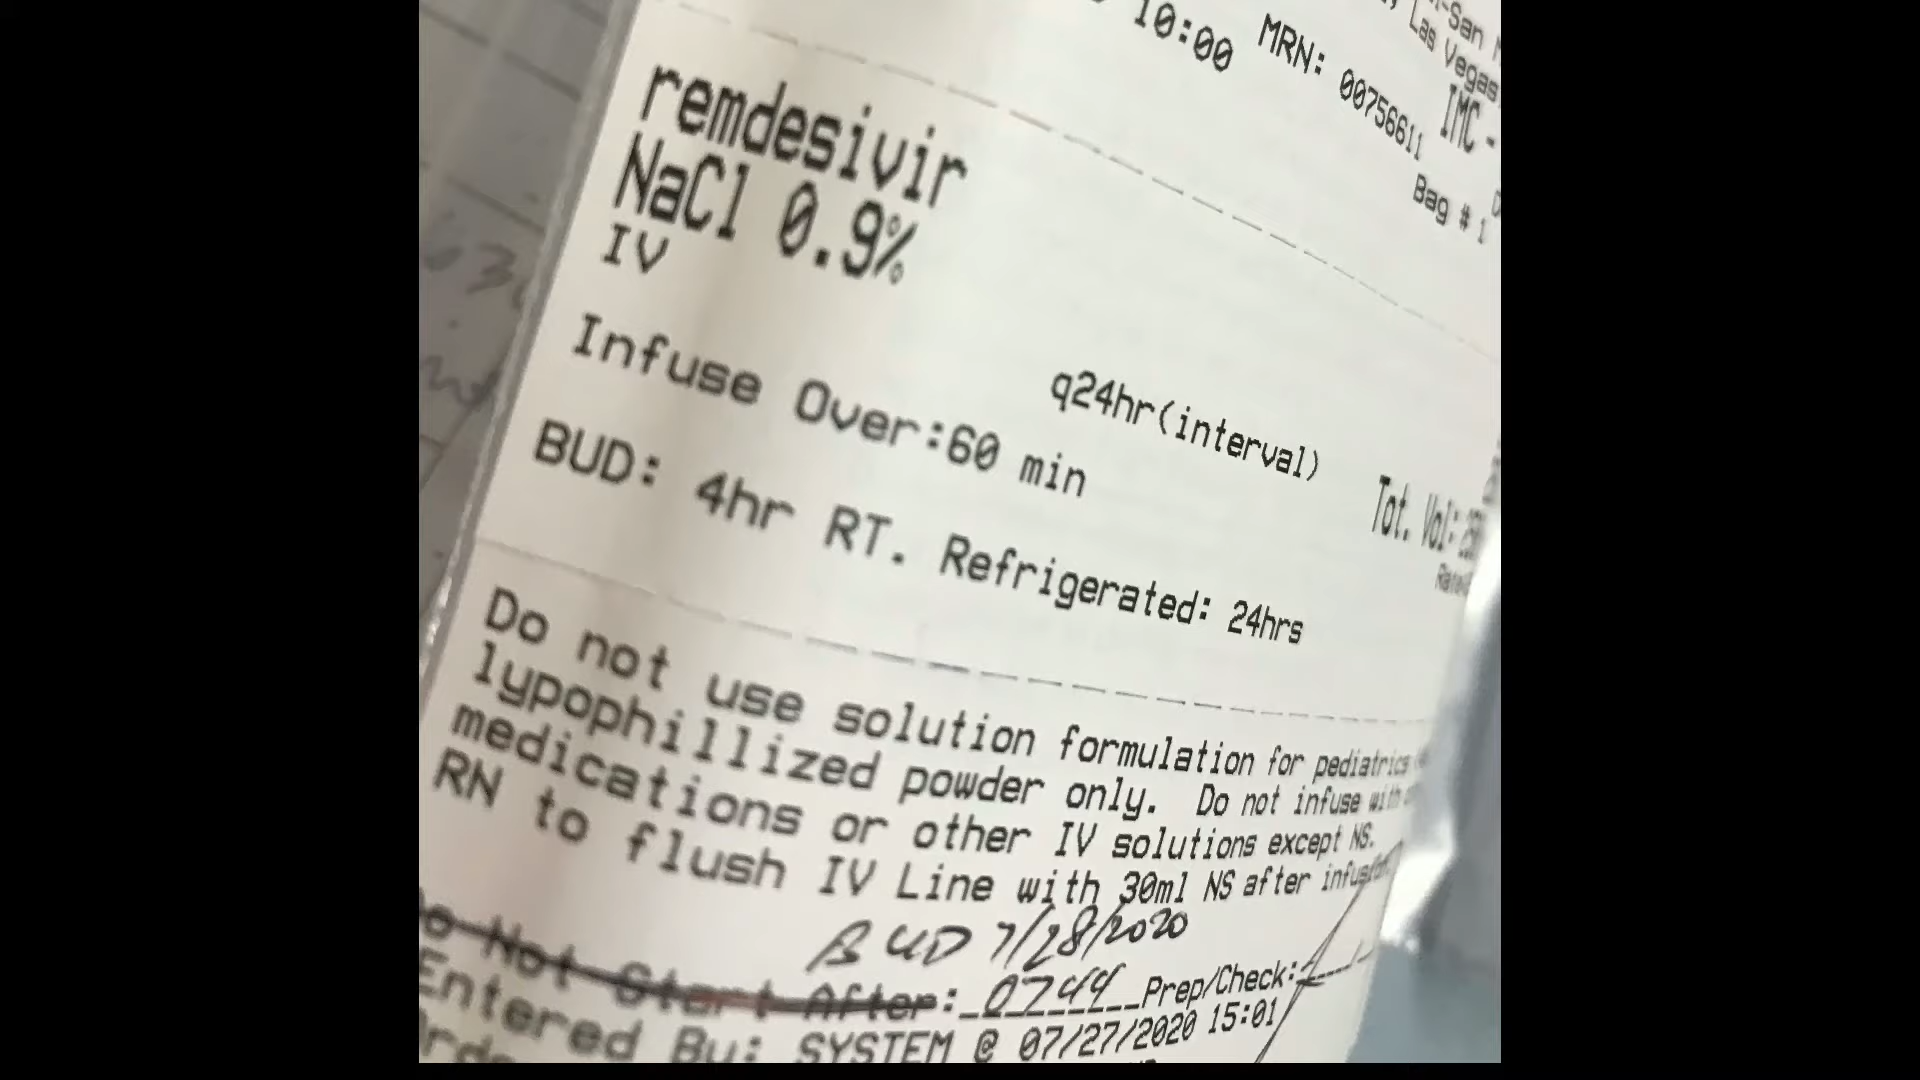 10:00 MRN: 00756611
Las Vegas
IMC -
Bag # 1
remdesivir
NaCl 0.9%
IV
q24hr(interval)
Infuse Over:60 min
Tot. Vol:
BUD: 4hr RT. Refrigerated: 24hrs
Do not use solution formulation for pediatrics
lypophillized powder only. Do not infuse with
medications or other IV solutions except NS.
RN to flush IV Line with 30ml NS after infusion
BUD 7/28/2020
Do Not Start After: 0744 Prep/Check:
Entered By: SYSTEM @ 07/27/2020 15:01